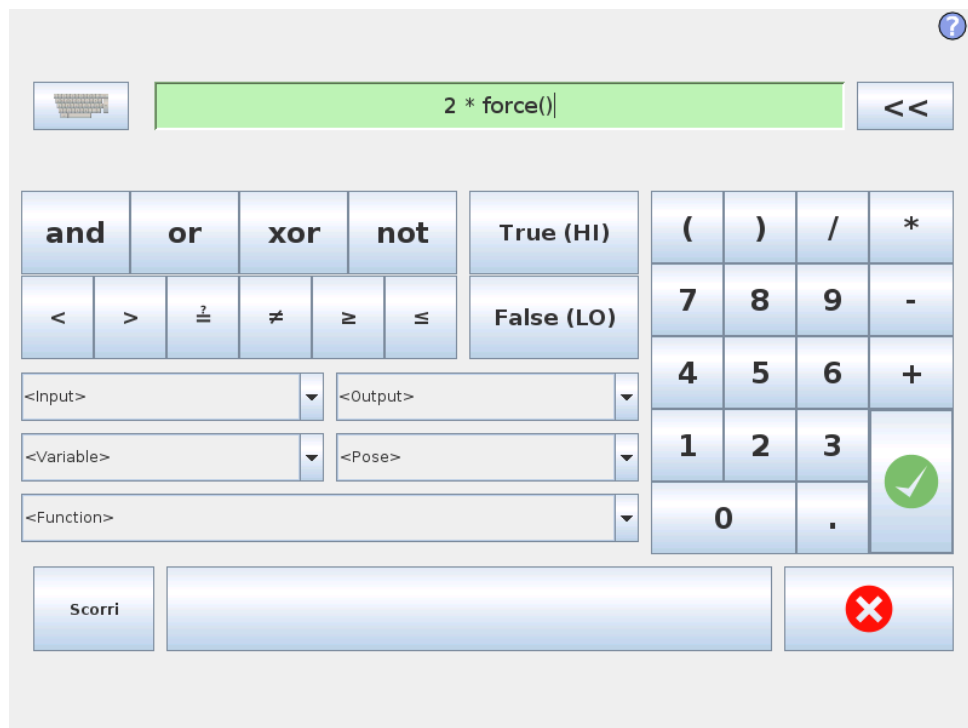 ?
2 * force()
<<
and or xor not True (HI) ( ) / *
7 8 9 -
< > ≟ ≠ ≥ ≤ False (LO)
4 5 6 +
<Input> <Output>
1 2 3
<Variable> <Pose>
<Function>
0 .
Scorri